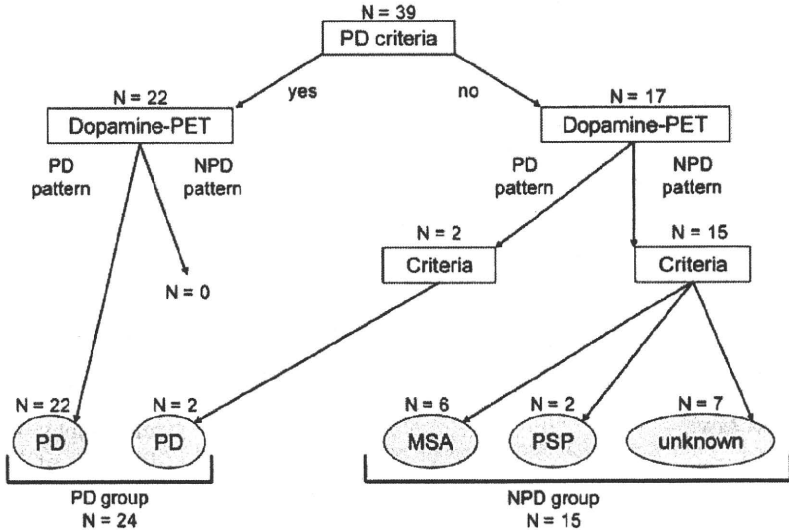 N = 39
PD criteria
yes
no
N = 22
Dopamine-PET
N = 17
Dopamine-PET
PD
pattern
NPD
pattern
PD
pattern
NPD
pattern
N = 0
N = 2
Criteria
N = 15
Criteria
N = 22
PD
N = 2
PD
N = 6
MSA
N = 2
PSP
N = 7
unknown
PD group
N = 24
NPD group
N = 15